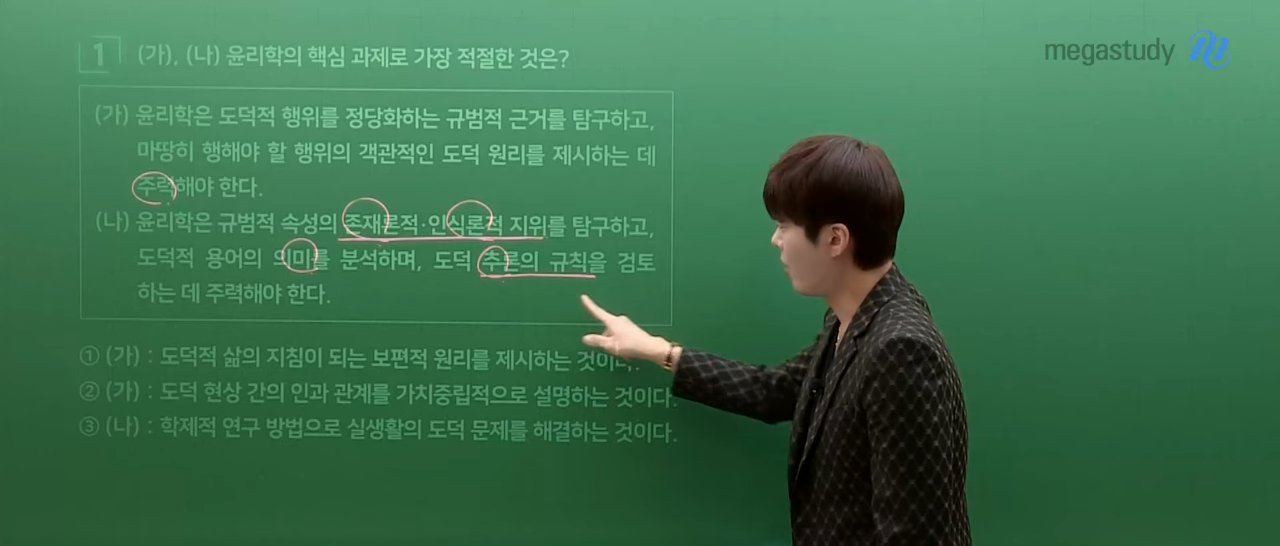 megastudy
1 (가), (나) 윤리학의 핵심 과제로 가장 적절한 것은?
(가) 윤리학은 도덕적 행위를 정당화하는 규범적 근거를 탐구하고,
마땅히 행해야 할 행위의 객관적인 도덕 원리를 제시하는 데
주력해야 한다.
(나) 윤리학은 규범적 속성의 존재론적·인식론적 지위를 탐구하고,
도덕적 용어의 의미를 분석하며, 도덕 추론의 규칙을 검토
하는 데 주력해야 한다.
① (가) : 도덕적 삶의 지침이 되는 보편적 원리를 제시하는 것이다.
② (가) : 도덕 현상 간의 인과 관계를 가치중립적으로 설명하는 것이다.
③ (나) : 학제적 연구 방법으로 실생활의 도덕 문제를 해결하는 것이다.